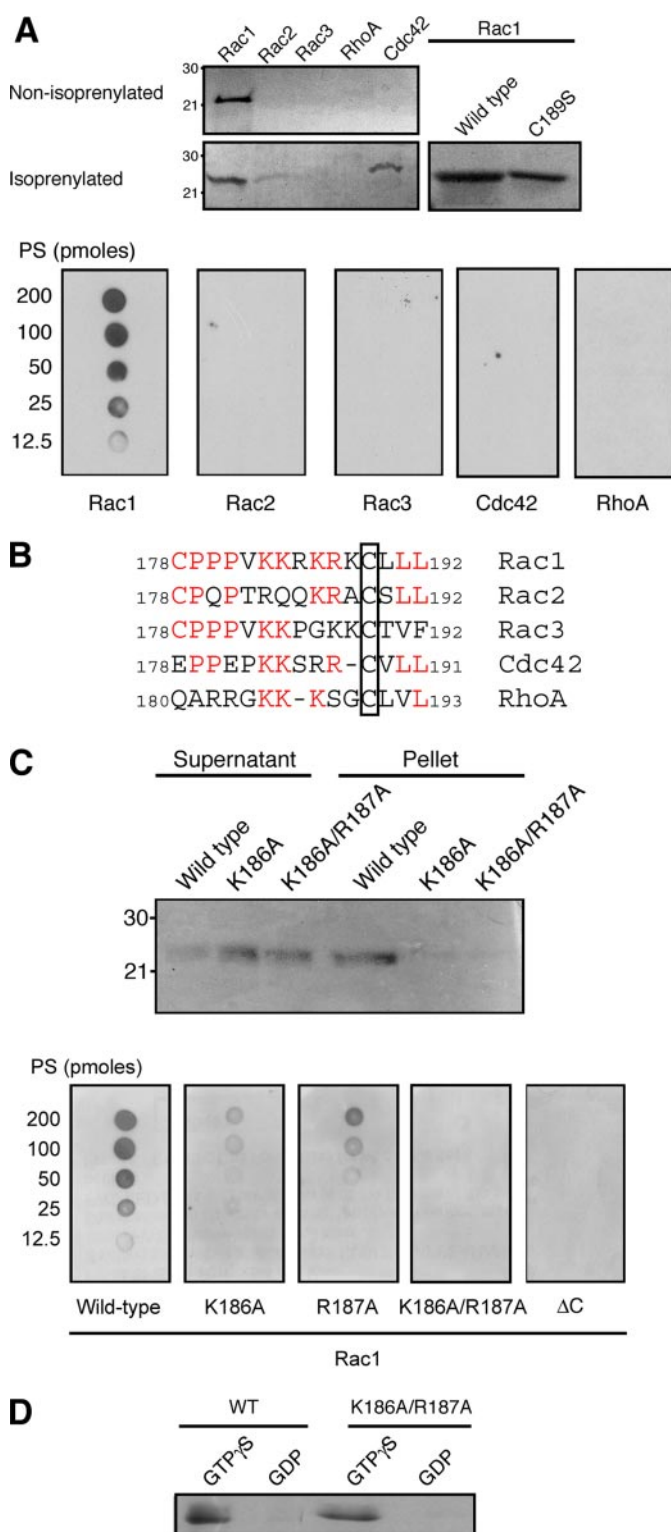 A
Rac1
Rac2
Rac3
RhoA
Cdc42
Rac1
Wild type
C189S
Non-isoprenylated
30
21
Isoprenylated
30
21
PS (pmoles)
200
100
50
25
12.5
Rac1 Rac2 Rac3 Cdc42 RhoA
B
178CPPPVKKRKRKCLLL192 Rac1
178CPQPTRQQKRACSLL192 Rac2
178CPPPVKKPGKKCTVF192 Rac3
178EPPEPKKSRR-CVLL191 Cdc42
180QARRGKK-KSGCLVL193 RhoA
C
Supernatant Pellet
Wild type
K186A
K186A/R187A
Wild type
K186A
K186A/R187A
30
21
PS (pmoles)
200
100
50
25
12.5
Wild-type K186A R187A K186A/R187A ΔC
Rac1
D
WT K186A/R187A
GTPγS
GDP
GTPγS
GDP